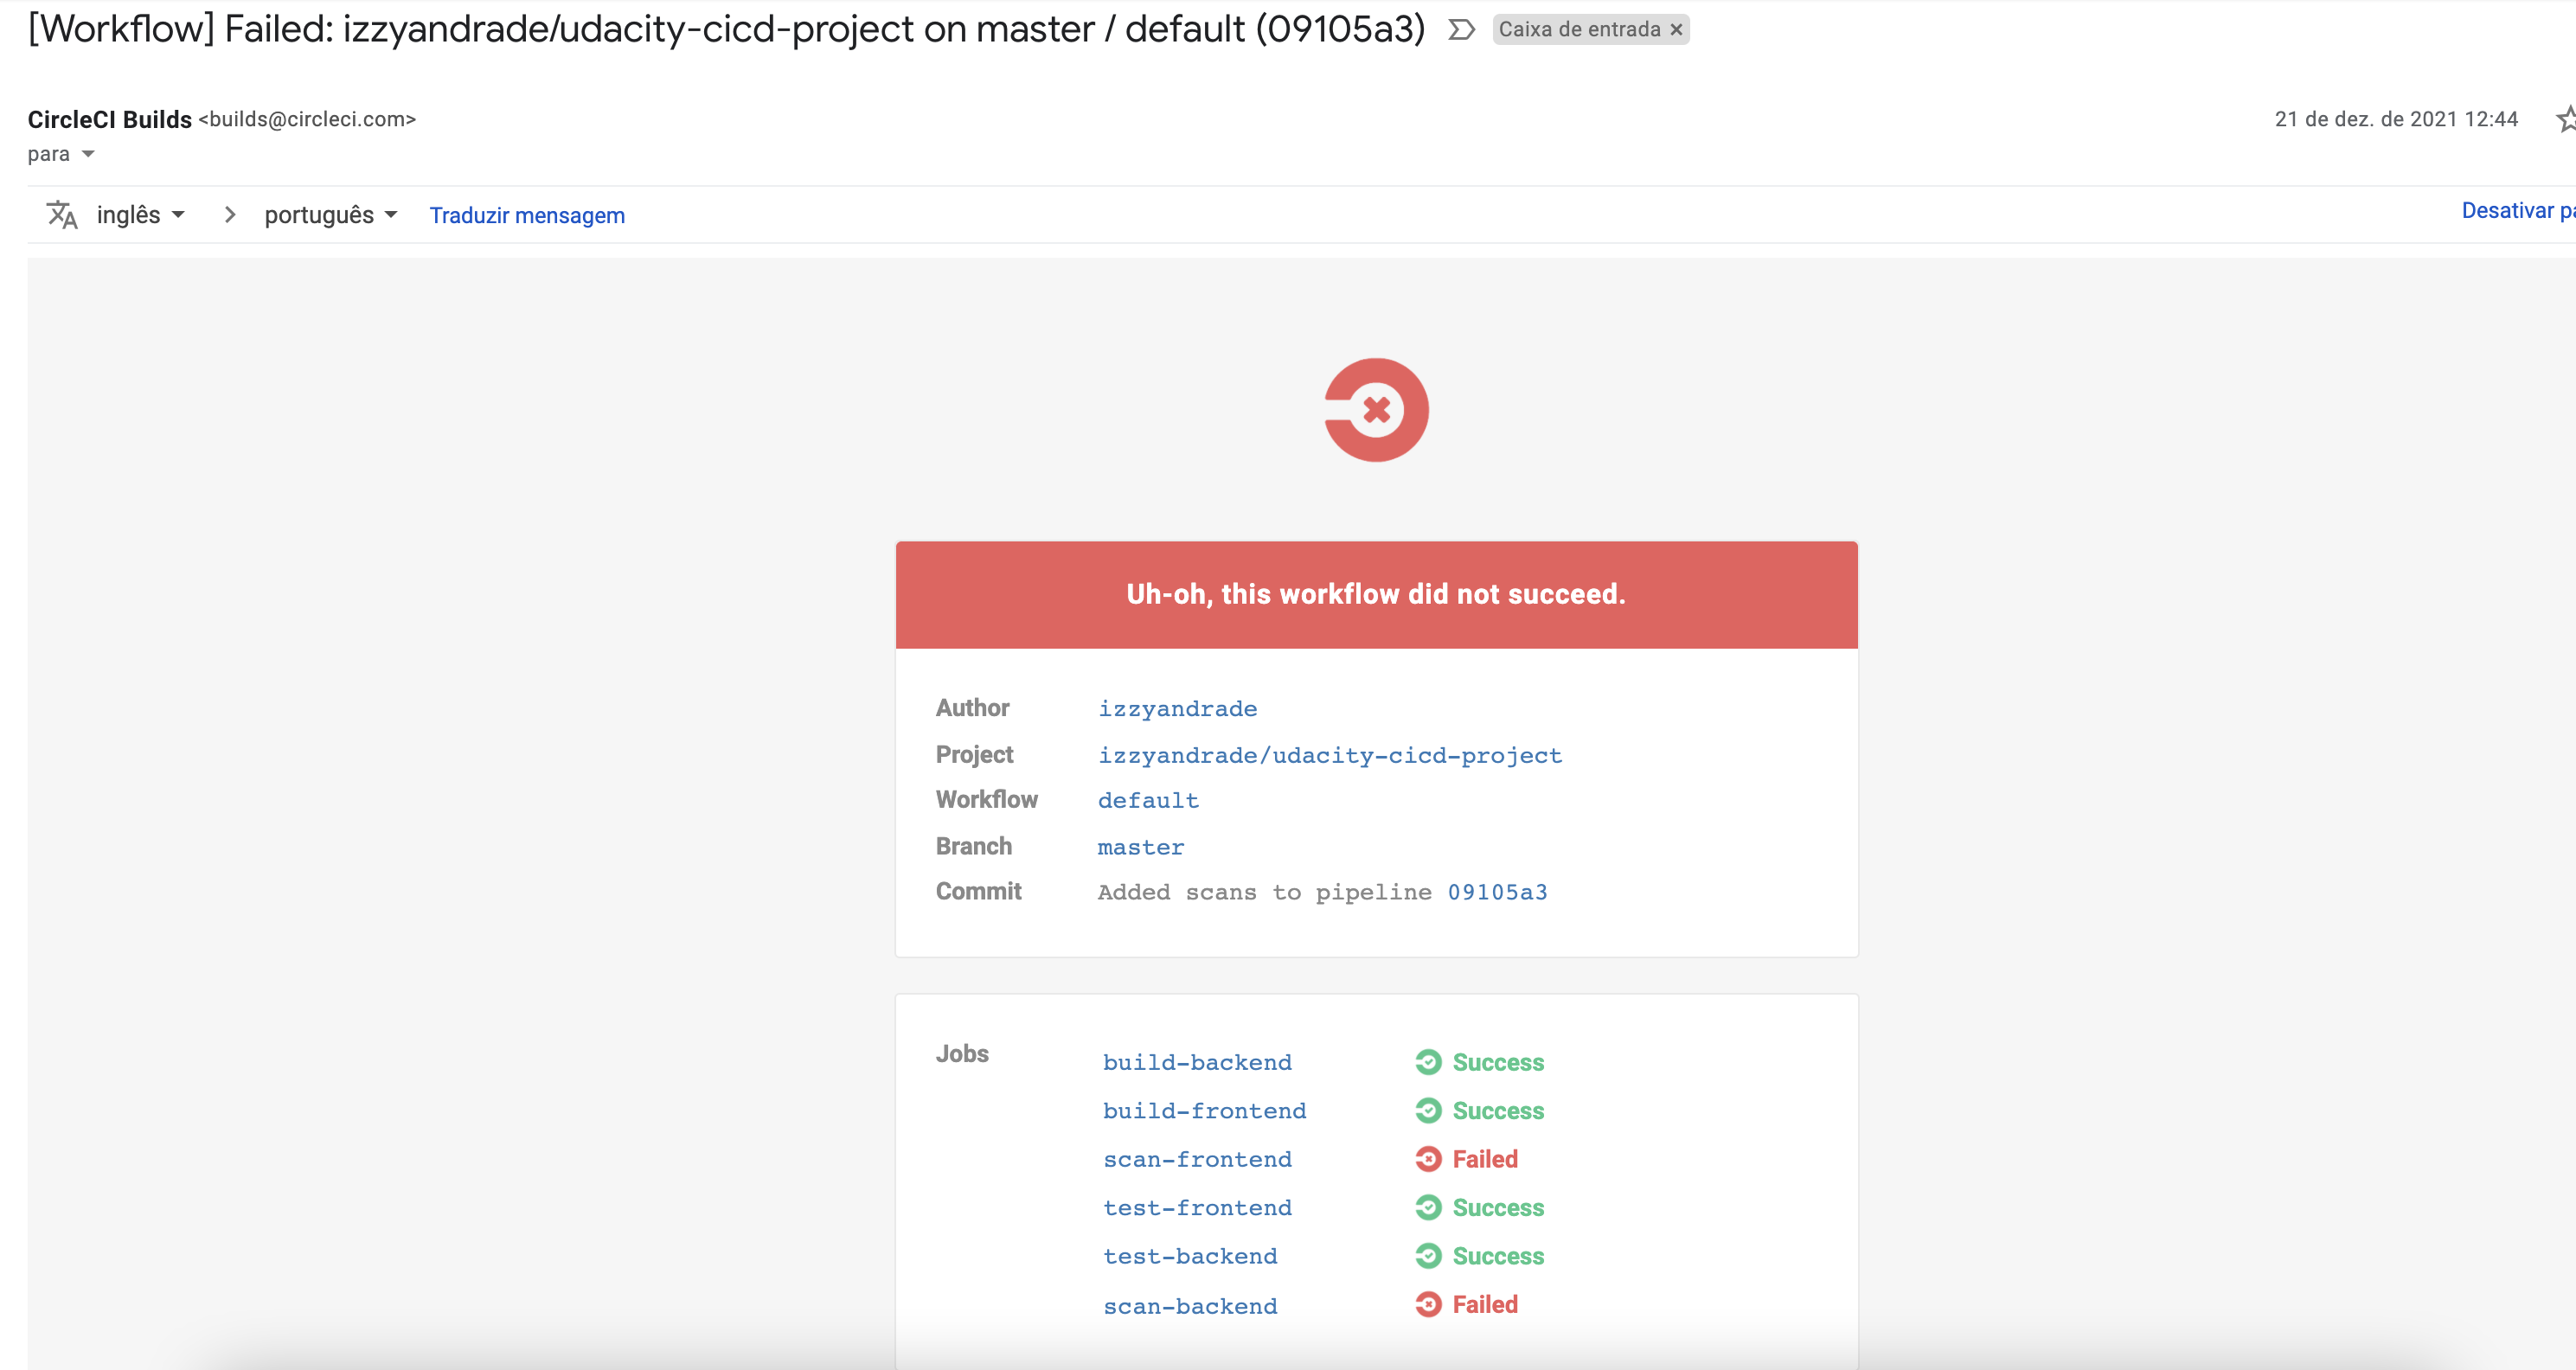 [Workflow] Failed: izzyandrade/udacity-cicd-project on master / default (09105a3) Caixa de entrada ×
CircleCI Builds <builds@circleci.com> 21 de dez. de 2021 12:44
para
inglês > português Traduzir mensagem Desativar
Uh-oh, this workflow did not succeed.
Author izzyandrade
Project izzyandrade/udacity-cicd-project
Workflow default
Branch master
Commit Added scans to pipeline 09105a3
Jobs build-backend Success
build-frontend Success
scan-frontend Failed
test-frontend Success
test-backend Success
scan-backend Failed